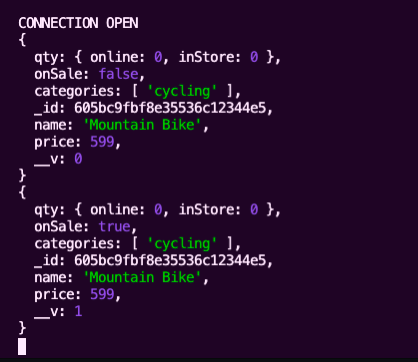 CONNECTION OPEN
{
  qty: { online: 0, inStore: 0 },
  onSale: false,
  categories: [ 'cycling' ],
  _id: 605bc9fbf8e35536c12344e5,
  name: 'Mountain Bike',
  price: 599,
  __v: 0
}
{
  qty: { online: 0, inStore: 0 },
  onSale: true,
  categories: [ 'cycling' ],
  _id: 605bc9fbf8e35536c12344e5,
  name: 'Mountain Bike',
  price: 599,
  __v: 1
}